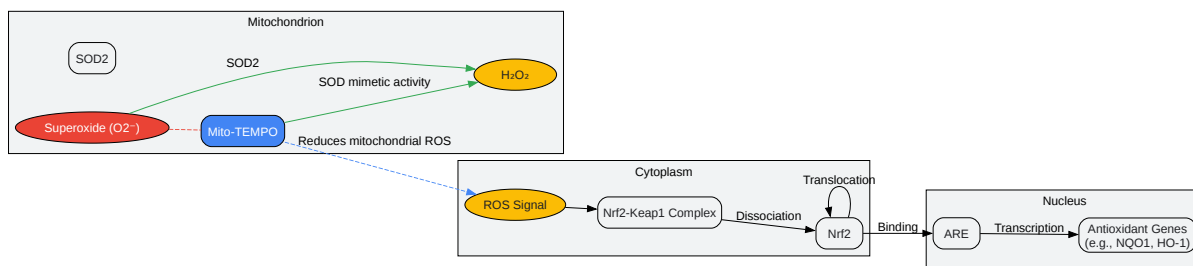 Mitochondrion
SOD2
SOD2
H₂O₂
SOD mimetic activity
Superoxide (O2⁻)
Mito-TEMPO
Reduces mitochondrial ROS
Cytoplasm
Translocation
ROS Signal
Nrf2-Keap1 Complex
Dissociation
Nrf2
Binding
Nucleus
ARE
Transcription
Antioxidant Genes
(e.g., NQO1, HO-1)